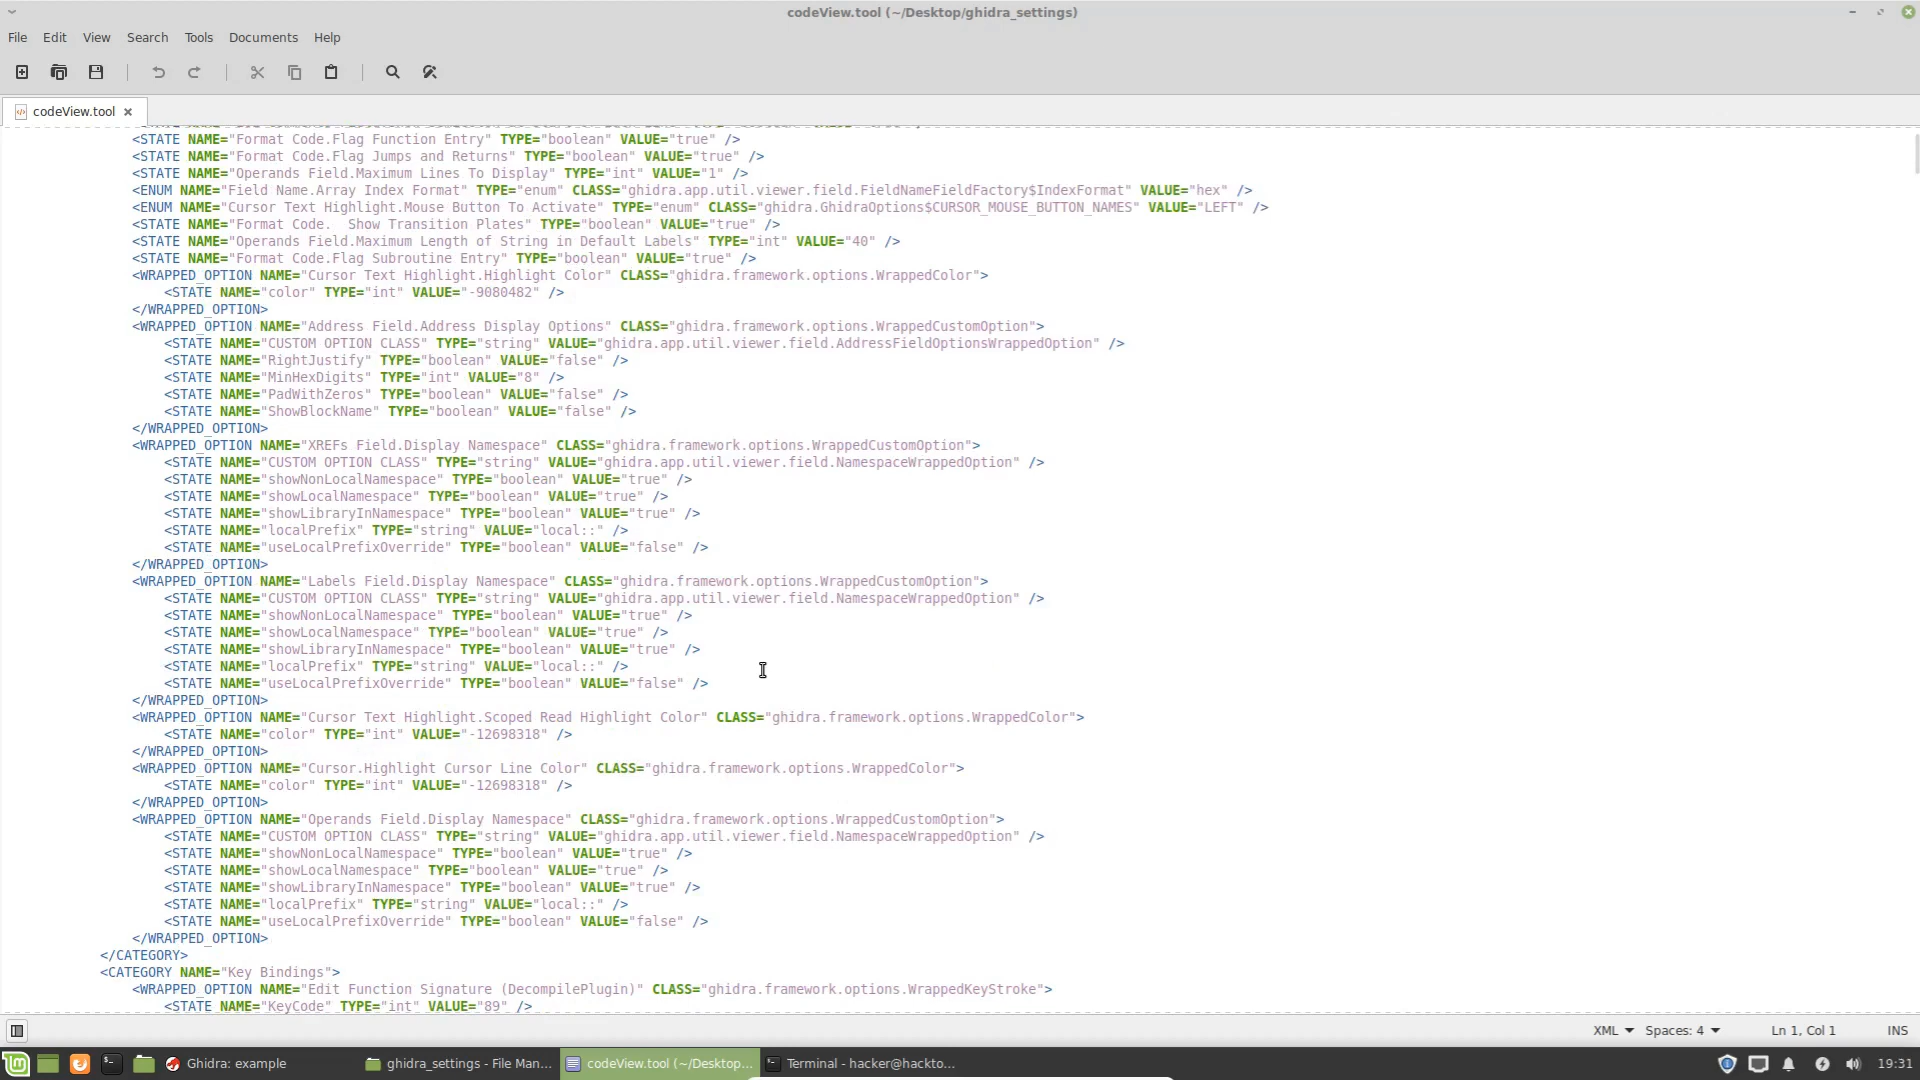 codeView.tool (~/Desktop/ghidra_settings)
File Edit View Search Tools Documents Help
codeView.tool
<STATE NAME="Format Code.Flag Function Entry" TYPE="boolean" VALUE="true" />
<STATE NAME="Format Code.Flag Jumps and Returns" TYPE="boolean" VALUE="true" />
<STATE NAME="Operands Field.Maximum Lines To Display" TYPE="int" VALUE="1" />
<ENUM NAME="Field Name.Array Index Format" TYPE="enum" CLASS="ghidra.app.util.viewer.field.FieldNameFieldFactory$IndexFormat" VALUE="hex" />
<ENUM NAME="Cursor Text Highlight.Mouse Button To Activate" TYPE="enum" CLASS="ghidra.GhidraOptions$CURSOR_MOUSE_BUTTON_NAMES" VALUE="LEFT" />
<STATE NAME="Format Code.  Show Transition Plates" TYPE="boolean" VALUE="true" />
<STATE NAME="Operands Field.Maximum Length of String in Default Labels" TYPE="int" VALUE="40" />
<STATE NAME="Format Code.Flag Subroutine Entry" TYPE="boolean" VALUE="true" />
<WRAPPED_OPTION NAME="Cursor Text Highlight.Highlight Color" CLASS="ghidra.framework.options.WrappedColor">
<STATE NAME="color" TYPE="int" VALUE="-9080482" />
</WRAPPED_OPTION>
<WRAPPED_OPTION NAME="Address Field.Address Display Options" CLASS="ghidra.framework.options.WrappedCustomOption">
<STATE NAME="CUSTOM OPTION CLASS" TYPE="string" VALUE="ghidra.app.util.viewer.field.AddressFieldOptionsWrappedOption" />
<STATE NAME="RightJustify" TYPE="boolean" VALUE="false" />
<STATE NAME="MinHexDigits" TYPE="int" VALUE="8" />
<STATE NAME="PadWithZeros" TYPE="boolean" VALUE="false" />
<STATE NAME="ShowBlockName" TYPE="boolean" VALUE="false" />
</WRAPPED_OPTION>
<WRAPPED_OPTION NAME="XREFs Field.Display Namespace" CLASS="ghidra.framework.options.WrappedCustomOption">
<STATE NAME="CUSTOM OPTION CLASS" TYPE="string" VALUE="ghidra.app.util.viewer.field.NamespaceWrappedOption" />
<STATE NAME="showNonLocalNamespace" TYPE="boolean" VALUE="true" />
<STATE NAME="showLocalNamespace" TYPE="boolean" VALUE="true" />
<STATE NAME="showLibraryInNamespace" TYPE="boolean" VALUE="true" />
<STATE NAME="localPrefix" TYPE="string" VALUE="local::" />
<STATE NAME="useLocalPrefixOverride" TYPE="boolean" VALUE="false" />
</WRAPPED_OPTION>
<WRAPPED_OPTION NAME="Labels Field.Display Namespace" CLASS="ghidra.framework.options.WrappedCustomOption">
<STATE NAME="CUSTOM OPTION CLASS" TYPE="string" VALUE="ghidra.app.util.viewer.field.NamespaceWrappedOption" />
<STATE NAME="showNonLocalNamespace" TYPE="boolean" VALUE="true" />
<STATE NAME="showLocalNamespace" TYPE="boolean" VALUE="true" />
<STATE NAME="showLibraryInNamespace" TYPE="boolean" VALUE="true" />
<STATE NAME="localPrefix" TYPE="string" VALUE="local::" />
<STATE NAME="useLocalPrefixOverride" TYPE="boolean" VALUE="false" />
</WRAPPED_OPTION>
<WRAPPED_OPTION NAME="Cursor Text Highlight.Scoped Read Highlight Color" CLASS="ghidra.framework.options.WrappedColor">
<STATE NAME="color" TYPE="int" VALUE="-12698318" />
</WRAPPED_OPTION>
<WRAPPED_OPTION NAME="Cursor.Highlight Cursor Line Color" CLASS="ghidra.framework.options.WrappedColor">
<STATE NAME="color" TYPE="int" VALUE="-12698318" />
</WRAPPED_OPTION>
<WRAPPED_OPTION NAME="Operands Field.Display Namespace" CLASS="ghidra.framework.options.WrappedCustomOption">
<STATE NAME="CUSTOM OPTION CLASS" TYPE="string" VALUE="ghidra.app.util.viewer.field.NamespaceWrappedOption" />
<STATE NAME="showNonLocalNamespace" TYPE="boolean" VALUE="true" />
<STATE NAME="showLocalNamespace" TYPE="boolean" VALUE="true" />
<STATE NAME="showLibraryInNamespace" TYPE="boolean" VALUE="true" />
<STATE NAME="localPrefix" TYPE="string" VALUE="local::" />
<STATE NAME="useLocalPrefixOverride" TYPE="boolean" VALUE="false" />
</WRAPPED_OPTION>
</CATEGORY>
<CATEGORY NAME="Key Bindings">
<WRAPPED_OPTION NAME="Edit Function Signature (DecompilePlugin)" CLASS="ghidra.framework.options.WrappedKeyStroke">
<STATE NAME="KeyCode" TYPE="int" VALUE="89" />
XML Spaces: 4 Ln 1, Col 1 INS
Ghidra: example ghidra_settings - File Man... codeView.tool (~/Desktop... Terminal - hacker@hackto... 19:31